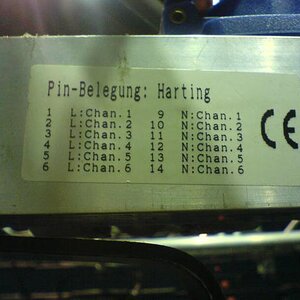 Pin-Belegung: Harting
1 L:Chan.1 9 N:Chan.1
2 L:Chan.2 10 N:Chan.2
3 L:Chan.3 11 N:Chan.3
4 L:Chan.4 12 N:Chan.4
5 L:Chan.5 13 N:Chan.5
6 L:Chan.6 14 N:Chan.6
CE